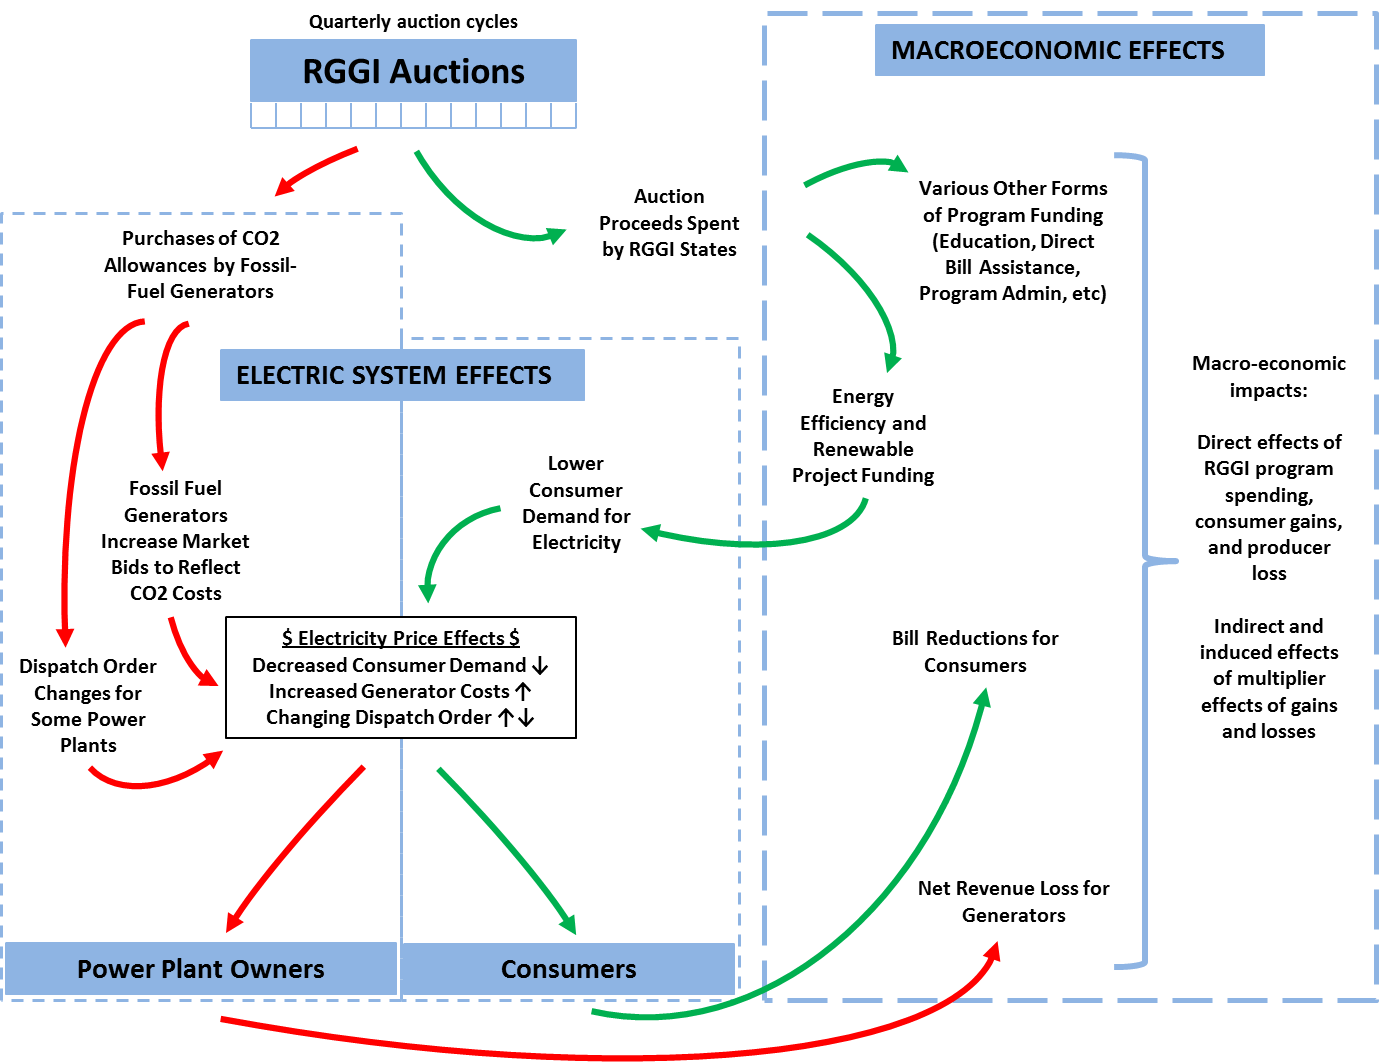 Quarterly auction cycles
RGGI Auctions
MACROECONOMIC EFFECTS
Auction
Proceeds Spent
by RGGI States
Various Other Forms
of Program Funding
(Education, Direct
Bill Assistance,
Program Admin, etc)
Purchases of CO2
Allowances by Fossil-
Fuel Generators
ELECTRIC SYSTEM EFFECTS
Energy
Efficiency and
Renewable
Project Funding
Macro-economic
impacts:
Direct effects of
RGGI program
spending,
consumer gains,
and producer
loss
Indirect and
induced effects
of multiplier
effects of gains
and losses
Lower
Consumer
Demand for
Electricity
Fossil Fuel
Generators
Increase Market
Bids to Reflect
CO2 Costs
$ Electricity Price Effects $
Decreased Consumer Demand ↓
Increased Generator Costs ↑
Changing Dispatch Order ↑↓
Dispatch Order
Changes for
Some Power
Plants
Bill Reductions for
Consumers
Net Revenue Loss for
Generators
Power Plant Owners
Consumers